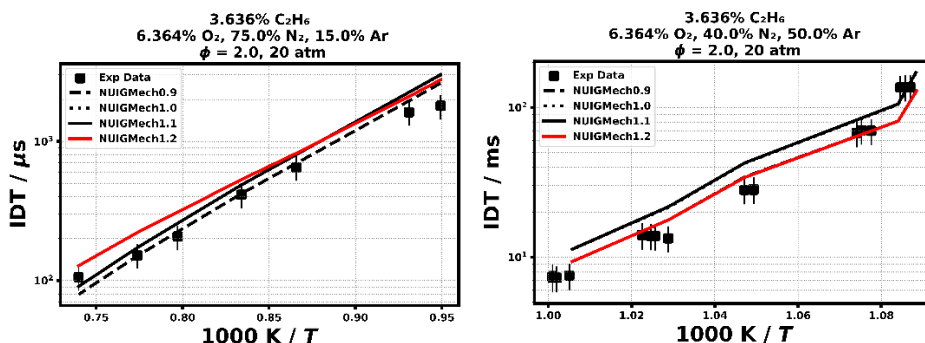 3.636% C₂H₆
6.364% O₂, 75.0% N₂, 15.0% Ar
ϕ = 2.0, 20 atm
Exp Data
NUIGMech0.9
NUIGMech1.0
NUIGMech1.1
NUIGMech1.2
IDT / μs
10³
10²
0.75 0.80 0.85 0.90 0.95
1000 K / T
3.636% C₂H₆
6.364% O₂, 40.0% N₂, 50.0% Ar
ϕ = 2.0, 20 atm
Exp Data
NUIGMech0.9
NUIGMech1.0
NUIGMech1.1
NUIGMech1.2
IDT / ms
10²
10¹
1.00 1.02 1.04 1.06 1.08
1000 K / T